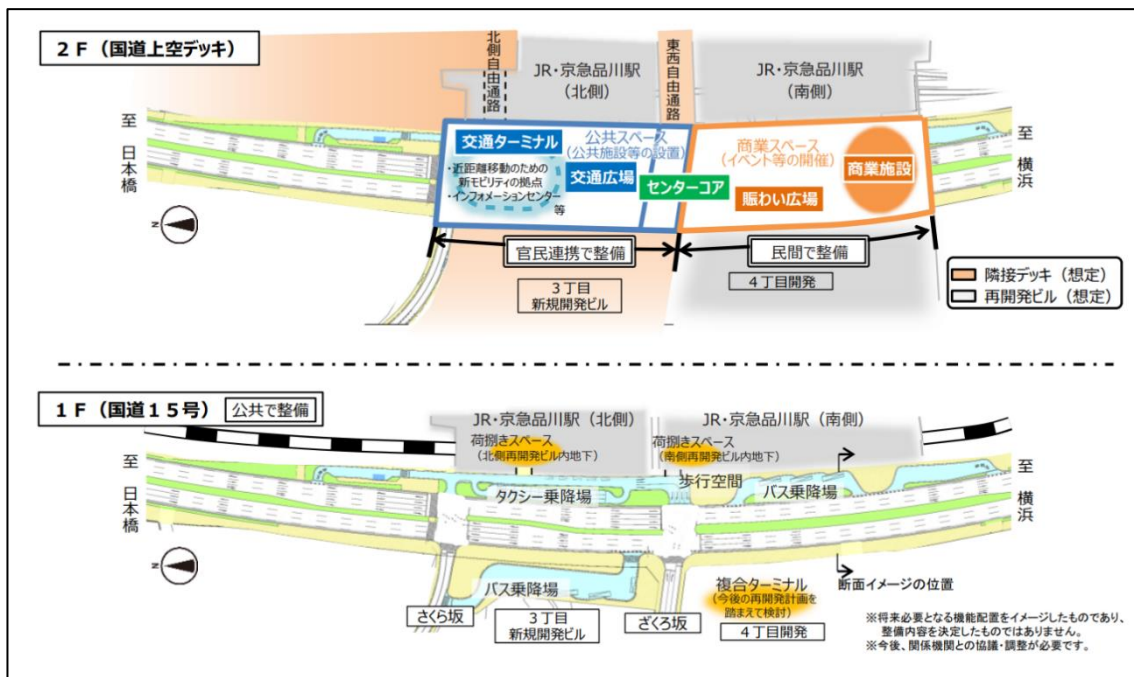 2F（国道上空デッキ）
北側自由通路
JR・京急品川駅
（北側）
東西自由通路
JR・京急品川駅
（南側）
至 日本橋
至 横浜
交通ターミナル
・近距離移動のための
新モビリティの拠点
・インフォメーションセンター
等
公共スペース
（公共施設等の設置）
交通広場
センターコア
商業スペース
（イベント等の開催）
商業施設
賑わい広場
N
官民連携で整備
民間で整備
3丁目
新規開発ビル
4丁目開発
隣接デッキ（想定）
再開発ビル（想定）
1F（国道15号）
公共で整備
JR・京急品川駅（北側）
JR・京急品川駅（南側）
荷捌きスペース
（北側再開発ビル内地下）
荷捌きスペース
（南側再開発ビル内地下）
歩行空間
タクシー乗降場
バス乗降場
至 日本橋
至 横浜
N
バス乗降場
さくら坂
3丁目
新規開発ビル
ざくろ坂
複合ターミナル
（今後の再開発計画を
踏まえて検討）
4丁目開発
断面イメージの位置
※将来必要となる機能配置をイメージしたものであり、
整備内容を決定したものではありません。
※今後、関係機関との協議・調整が必要です。